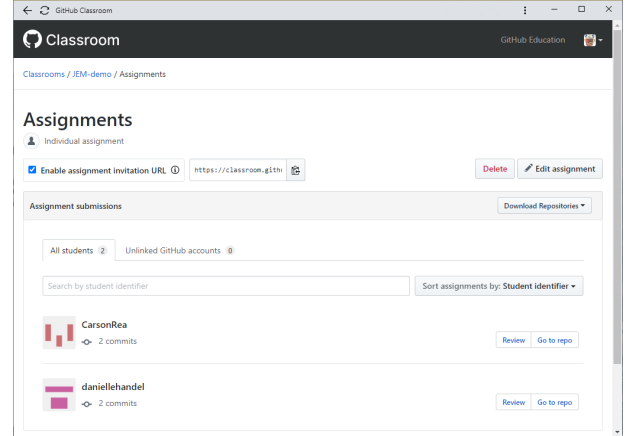 GitHub Classroom
Classroom
GitHub Education
Classrooms / JEM-demo / Assignments
Assignments
Individual assignment
Enable assignment invitation URL
https://classroom.gith
Delete
Edit assignment
Assignment submissions
Download Repositories
All students 2
Unlinked GitHub accounts 0
Search by student identifier
Sort assignments by: Student identifier
CarsonRea
2 commits
Review
Go to repo
daniellehandel
2 commits
Review
Go to repo